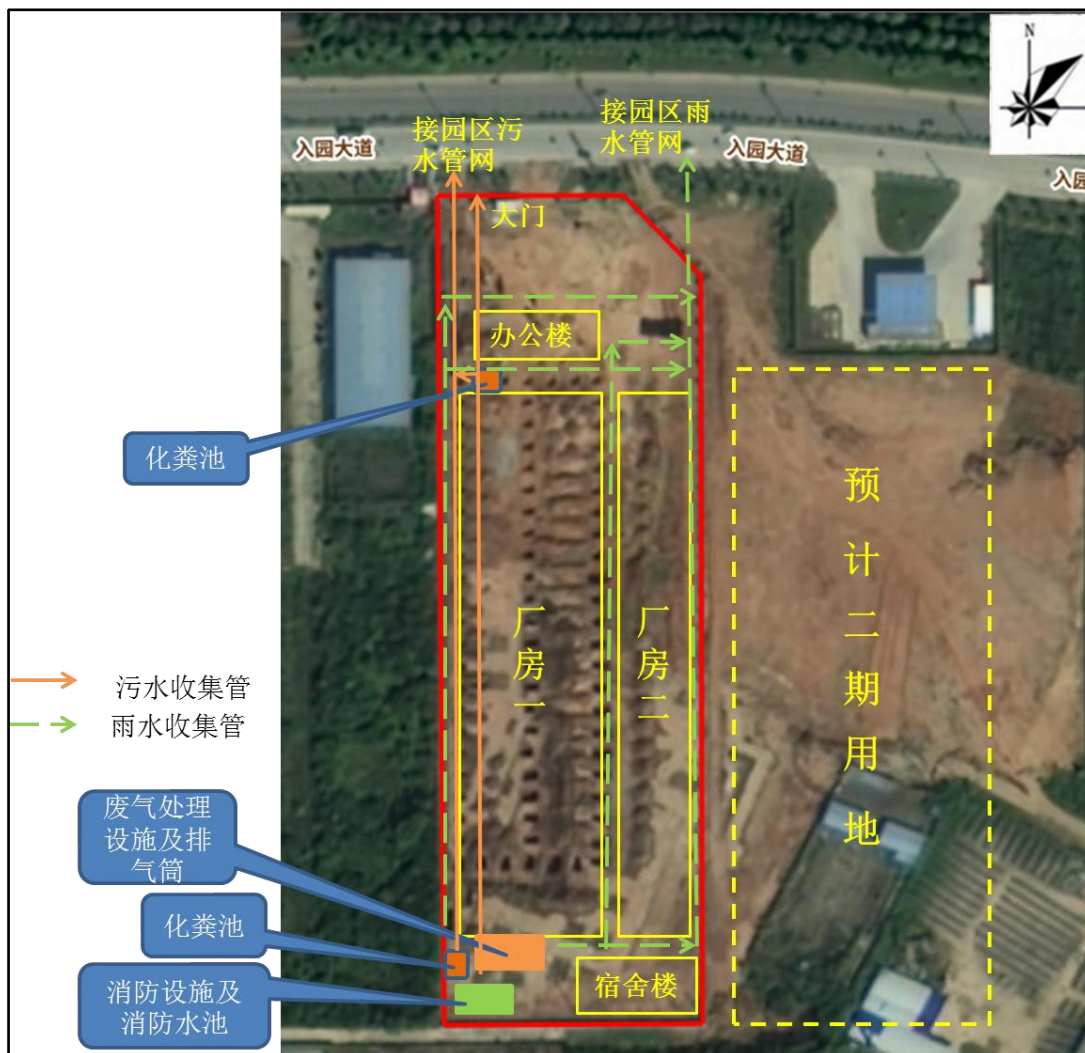 N
接园区污
水管网
接园区雨
水管网
入园大道
入园大道
入园
大门
办公楼
化粪池
预计二期用地
厂房一
厂房二
污水收集管
雨水收集管
废气处理
设施及排
气筒
化粪池
消防设施及
消防水池
宿舍楼